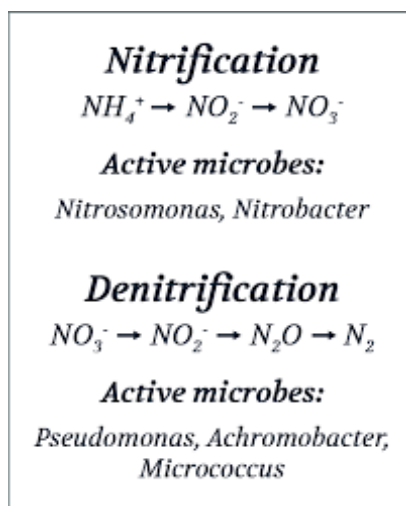 Nitrification
NH₄⁺ → NO₂⁻ → NO₃⁻
Active microbes:
Nitrosomonas, Nitrobacter
Denitrification
NO₃⁻ → NO₂⁻ → N₂O → N₂
Active microbes:
Pseudomonas, Achromobacter,
Micrococcus